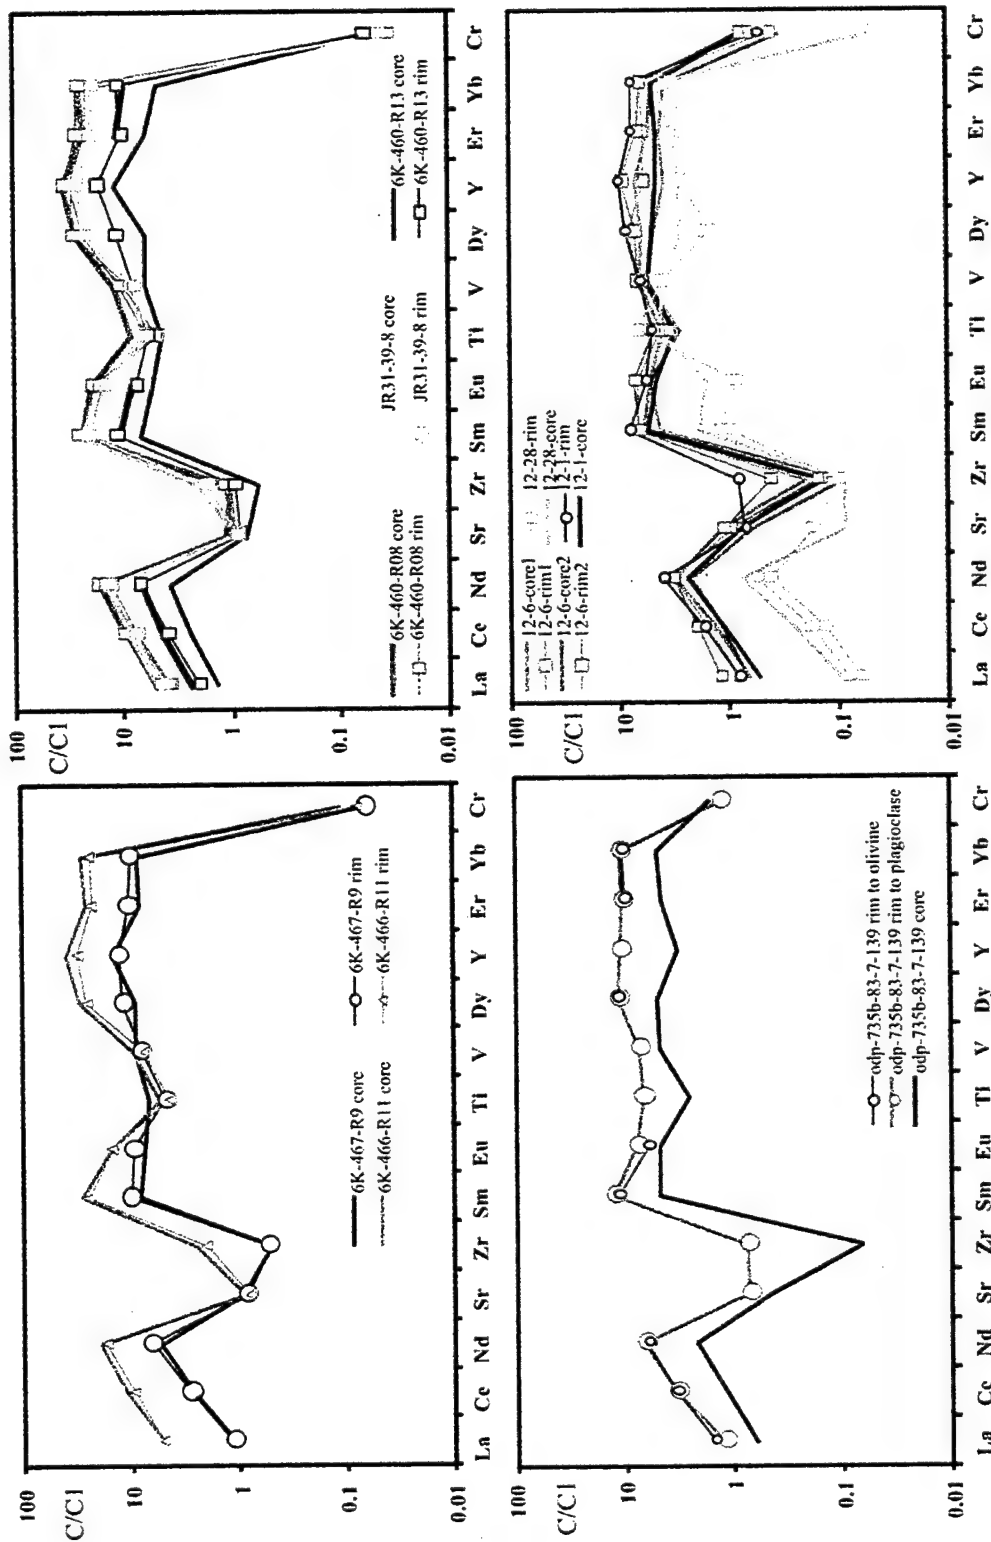 100
C/C1
10
1
0.1
0.01
La Ce Nd Sr Zr Sm Eu Ti V Dy Y Er Yb Cr
6K-467-R9 core
6K-466-R11 core
6K-467-R9 rim
6K-466-R11 rim
100
C/C1
10
1
0.1
0.01
La Ce Nd Sr Zr Sm Eu Ti V Dy Y Er Yb Cr
6K-460-R08 core
6K-460-R08 rim
JR31-39-8 core
JR31-39-8 rim
6K-460-R13 core
6K-460-R13 rim
100
C/C1
10
1
0.1
0.01
La Ce Nd Sr Zr Sm Eu Ti V Dy Y Er Yb Cr
odp-735b-83-7-139 rim to olivine
odp-735b-83-7-139 rim to plagioclase
odp-735b-83-7-139 core
100
C/C1
10
1
0.1
0.01
La Ce Nd Sr Zr Sm Eu Ti V Dy Y Er Yb Cr
12-6-core1
12-6-rim1
12-6-core2
12-6-rim2
12-28-rim
12-28-core
12-1-rim
12-1-core